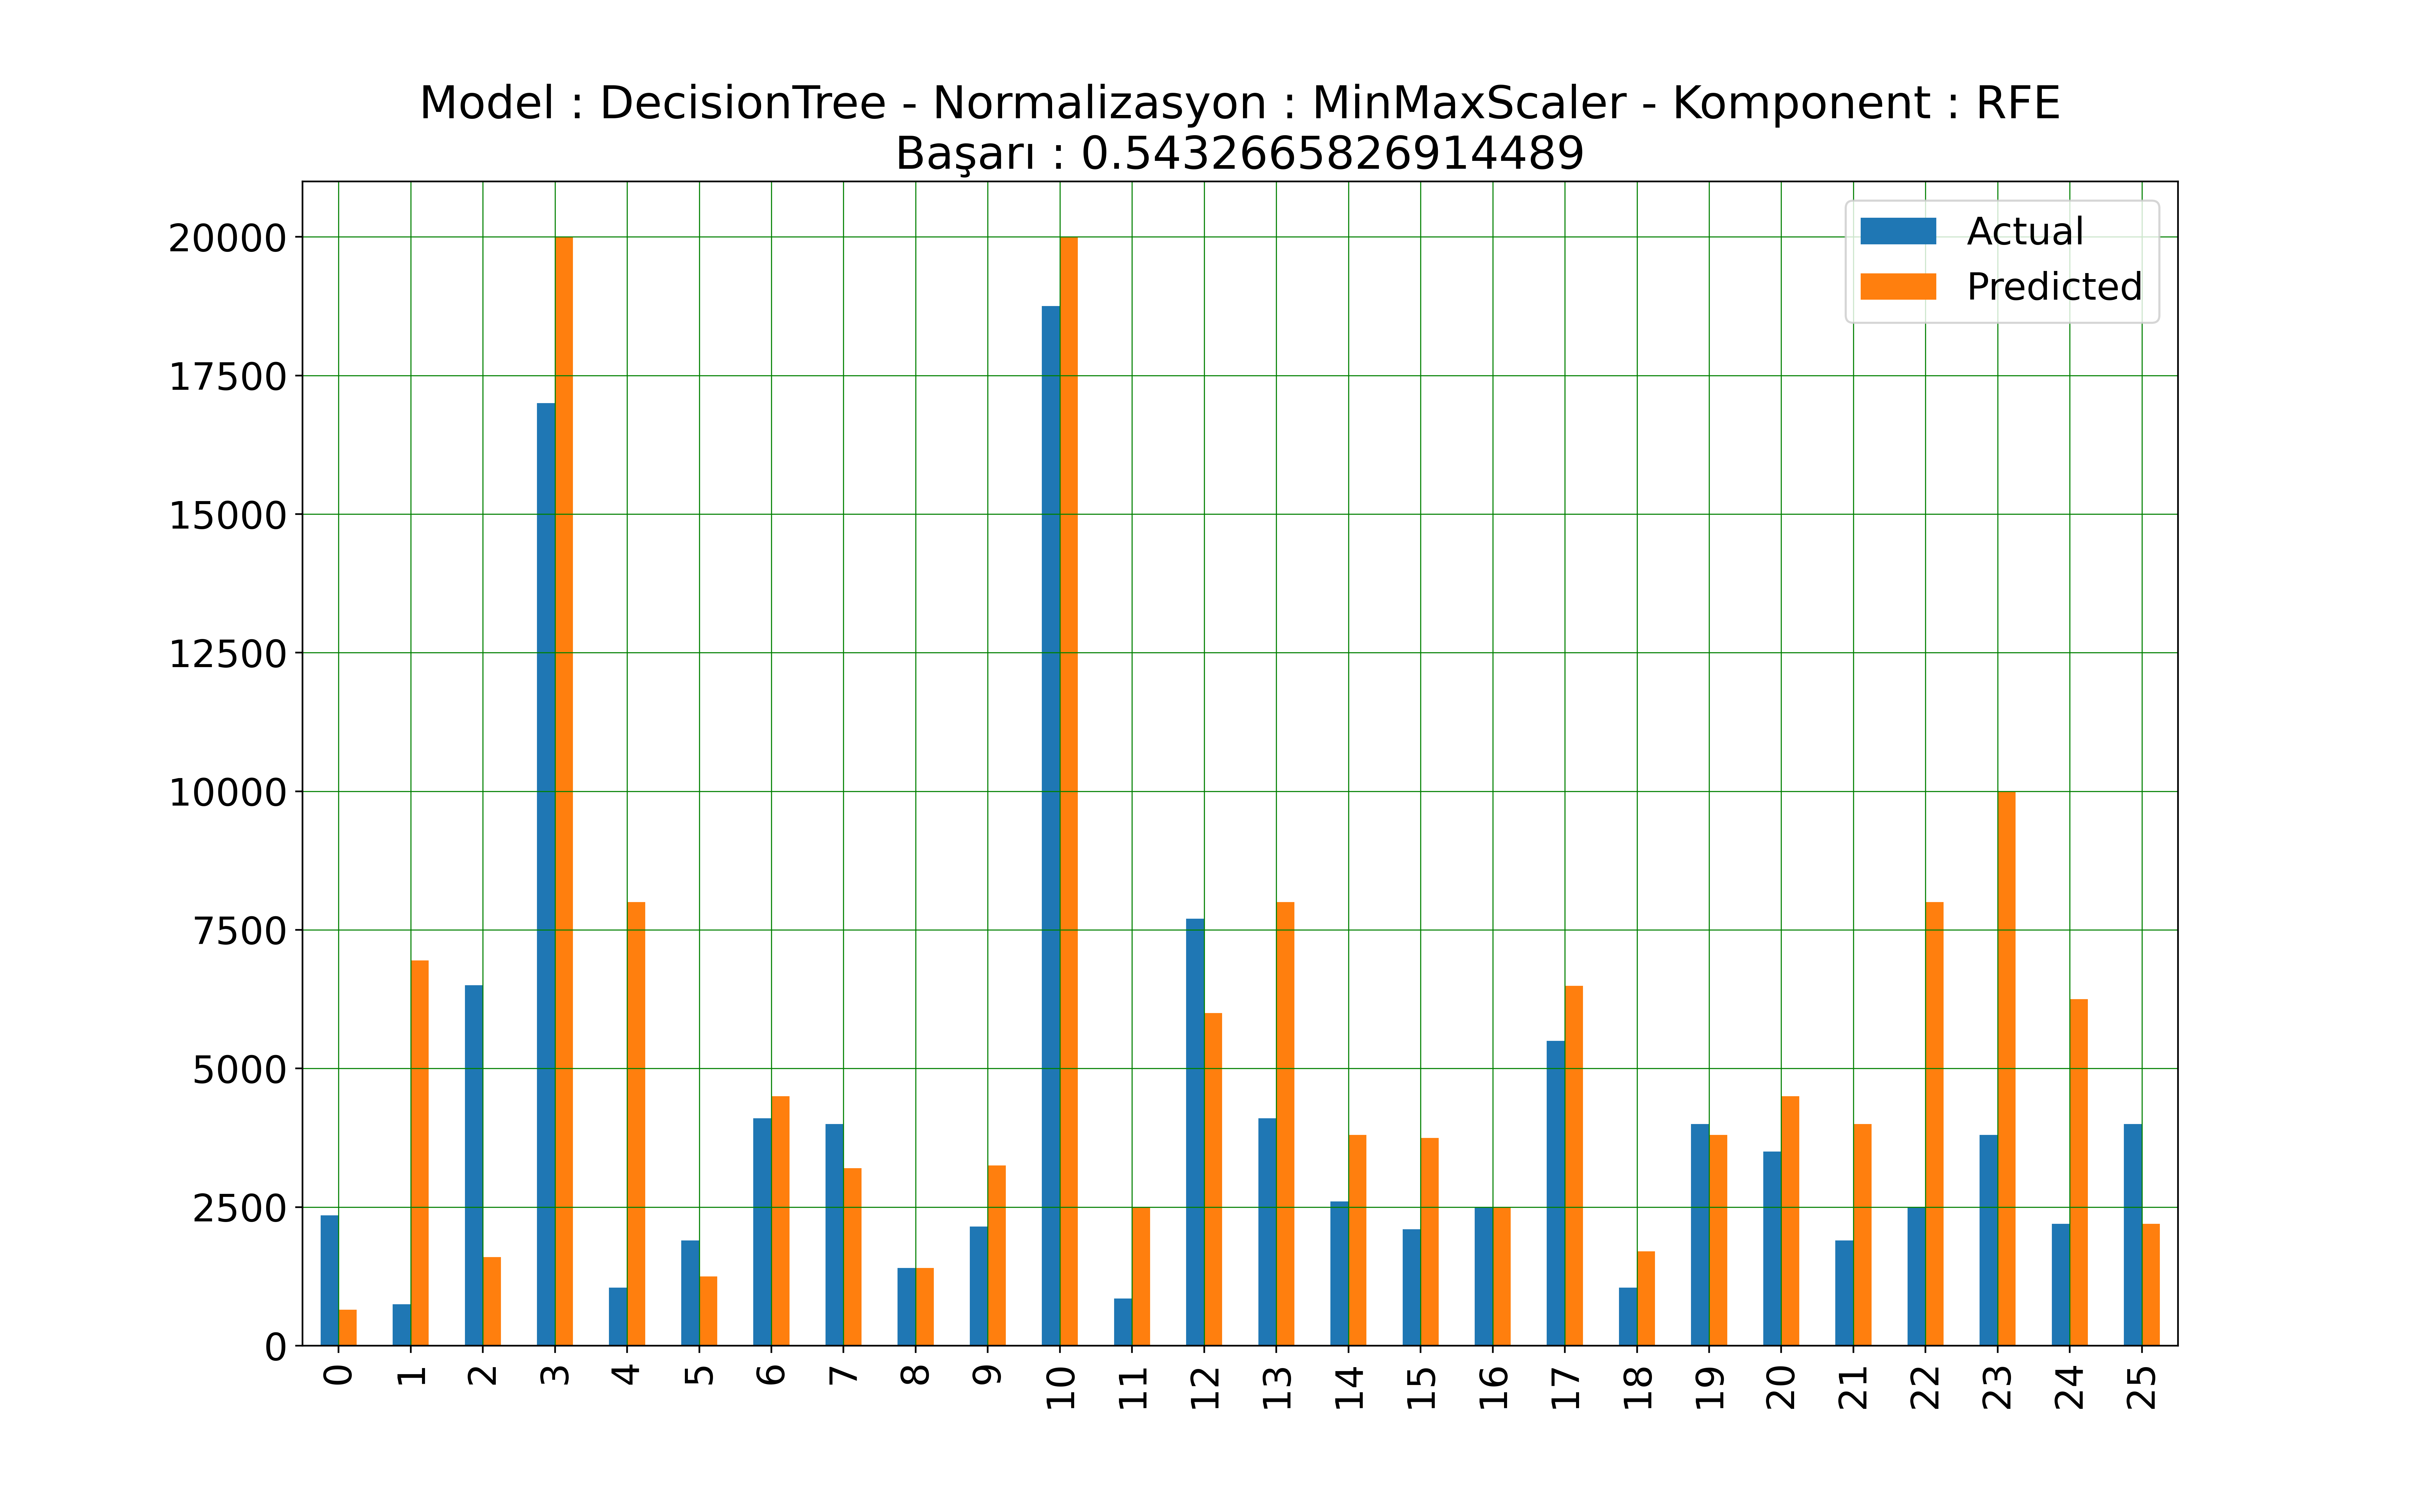 Model : DecisionTree - Normalizasyon : MinMaxScaler - Komponent : RFE
Başarı : 0.5432665826914489
Actual
Predicted
20000
17500
15000
12500
10000
7500
5000
2500
0
0 1 2 3 4 5 6 7 8 9 10 11 12 13 14 15 16 17 18 19 20 21 22 23 24 25